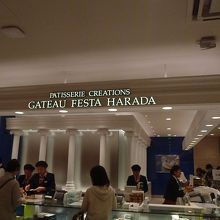 PATISSERIE CREATIONS
GATEAU FESTA HARADA